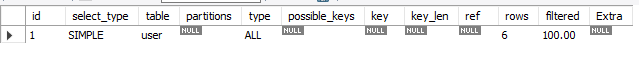 id select_type table partitions type possible_keys key key_len ref rows filtered Extra
1 SIMPLE user NULL ALL NULL NULL NULL NULL 6 100.00 NULL